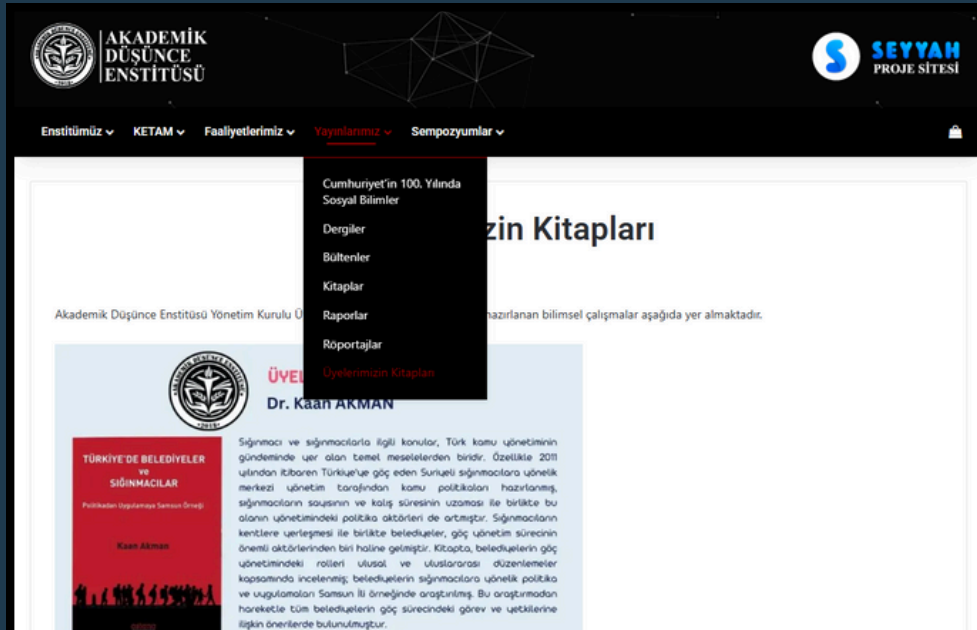 AKADEMİK
DÜŞÜNCE
ENSTİTÜSÜ
SEYYAH
PROJE SİTESİ
Enstitümüz KETAM Faaliyetlerimiz Yayınlarımız Sempozyumlar
Cumhuriyet'in 100. Yılında
Sosyal Bilimler
Dergiler
Bültenler
Kitaplar
Raporlar
Röportajlar
Üyelerimizin Kitapları
zin Kitapları
Akademik Düşünce Enstitüsü Yönetim Kurulu Ü
hazırlanan bilimsel çalışmalar aşağıda yer almaktadır.
ÜYEL
Dr. Kaan AKMAN
TÜRKİYE'DE BELEDİYELER
ve
SIĞINMACILAR
Politikadan Uygulamaya Samsun Örneği
Kaan Akman
Sığınmacı ve sığınmacılarla ilgili konular, Türk kamu yönetiminin
gündeminde yer alan temel meselelerden biridir. Özellikle 2011
yılından itibaren Türkiye'ye göç eden Suriyeli sığınmacılara yönelik
merkezi yönetim tarafından kamu politikaları hazırlanmış,
sığınmacıların sayısının ve kalış süresinin uzaması ile birlikte bu
alanın yönetimindeki politika aktörleri de artmıştır. Sığınmacıların
kentlere yerleşmesi ile birlikte belediyeler, göç yönetim sürecinin
önemli aktörlerinden biri haline gelmiştir. Kitapta, belediyelerin göç
yönetimindeki rolleri ulusal ve uluslararası düzenlemeler
kapsamında incelenmiş; belediyelerin sığınmacılara yönelik politika
ve uygulamaları Samsun İli örneğinde araştırılmış. Bu araştırmadan
hareketle tüm belediyelerin göç sürecindeki görev ve yetkilerine
ilişkin önerilerde bulunulmuştur.